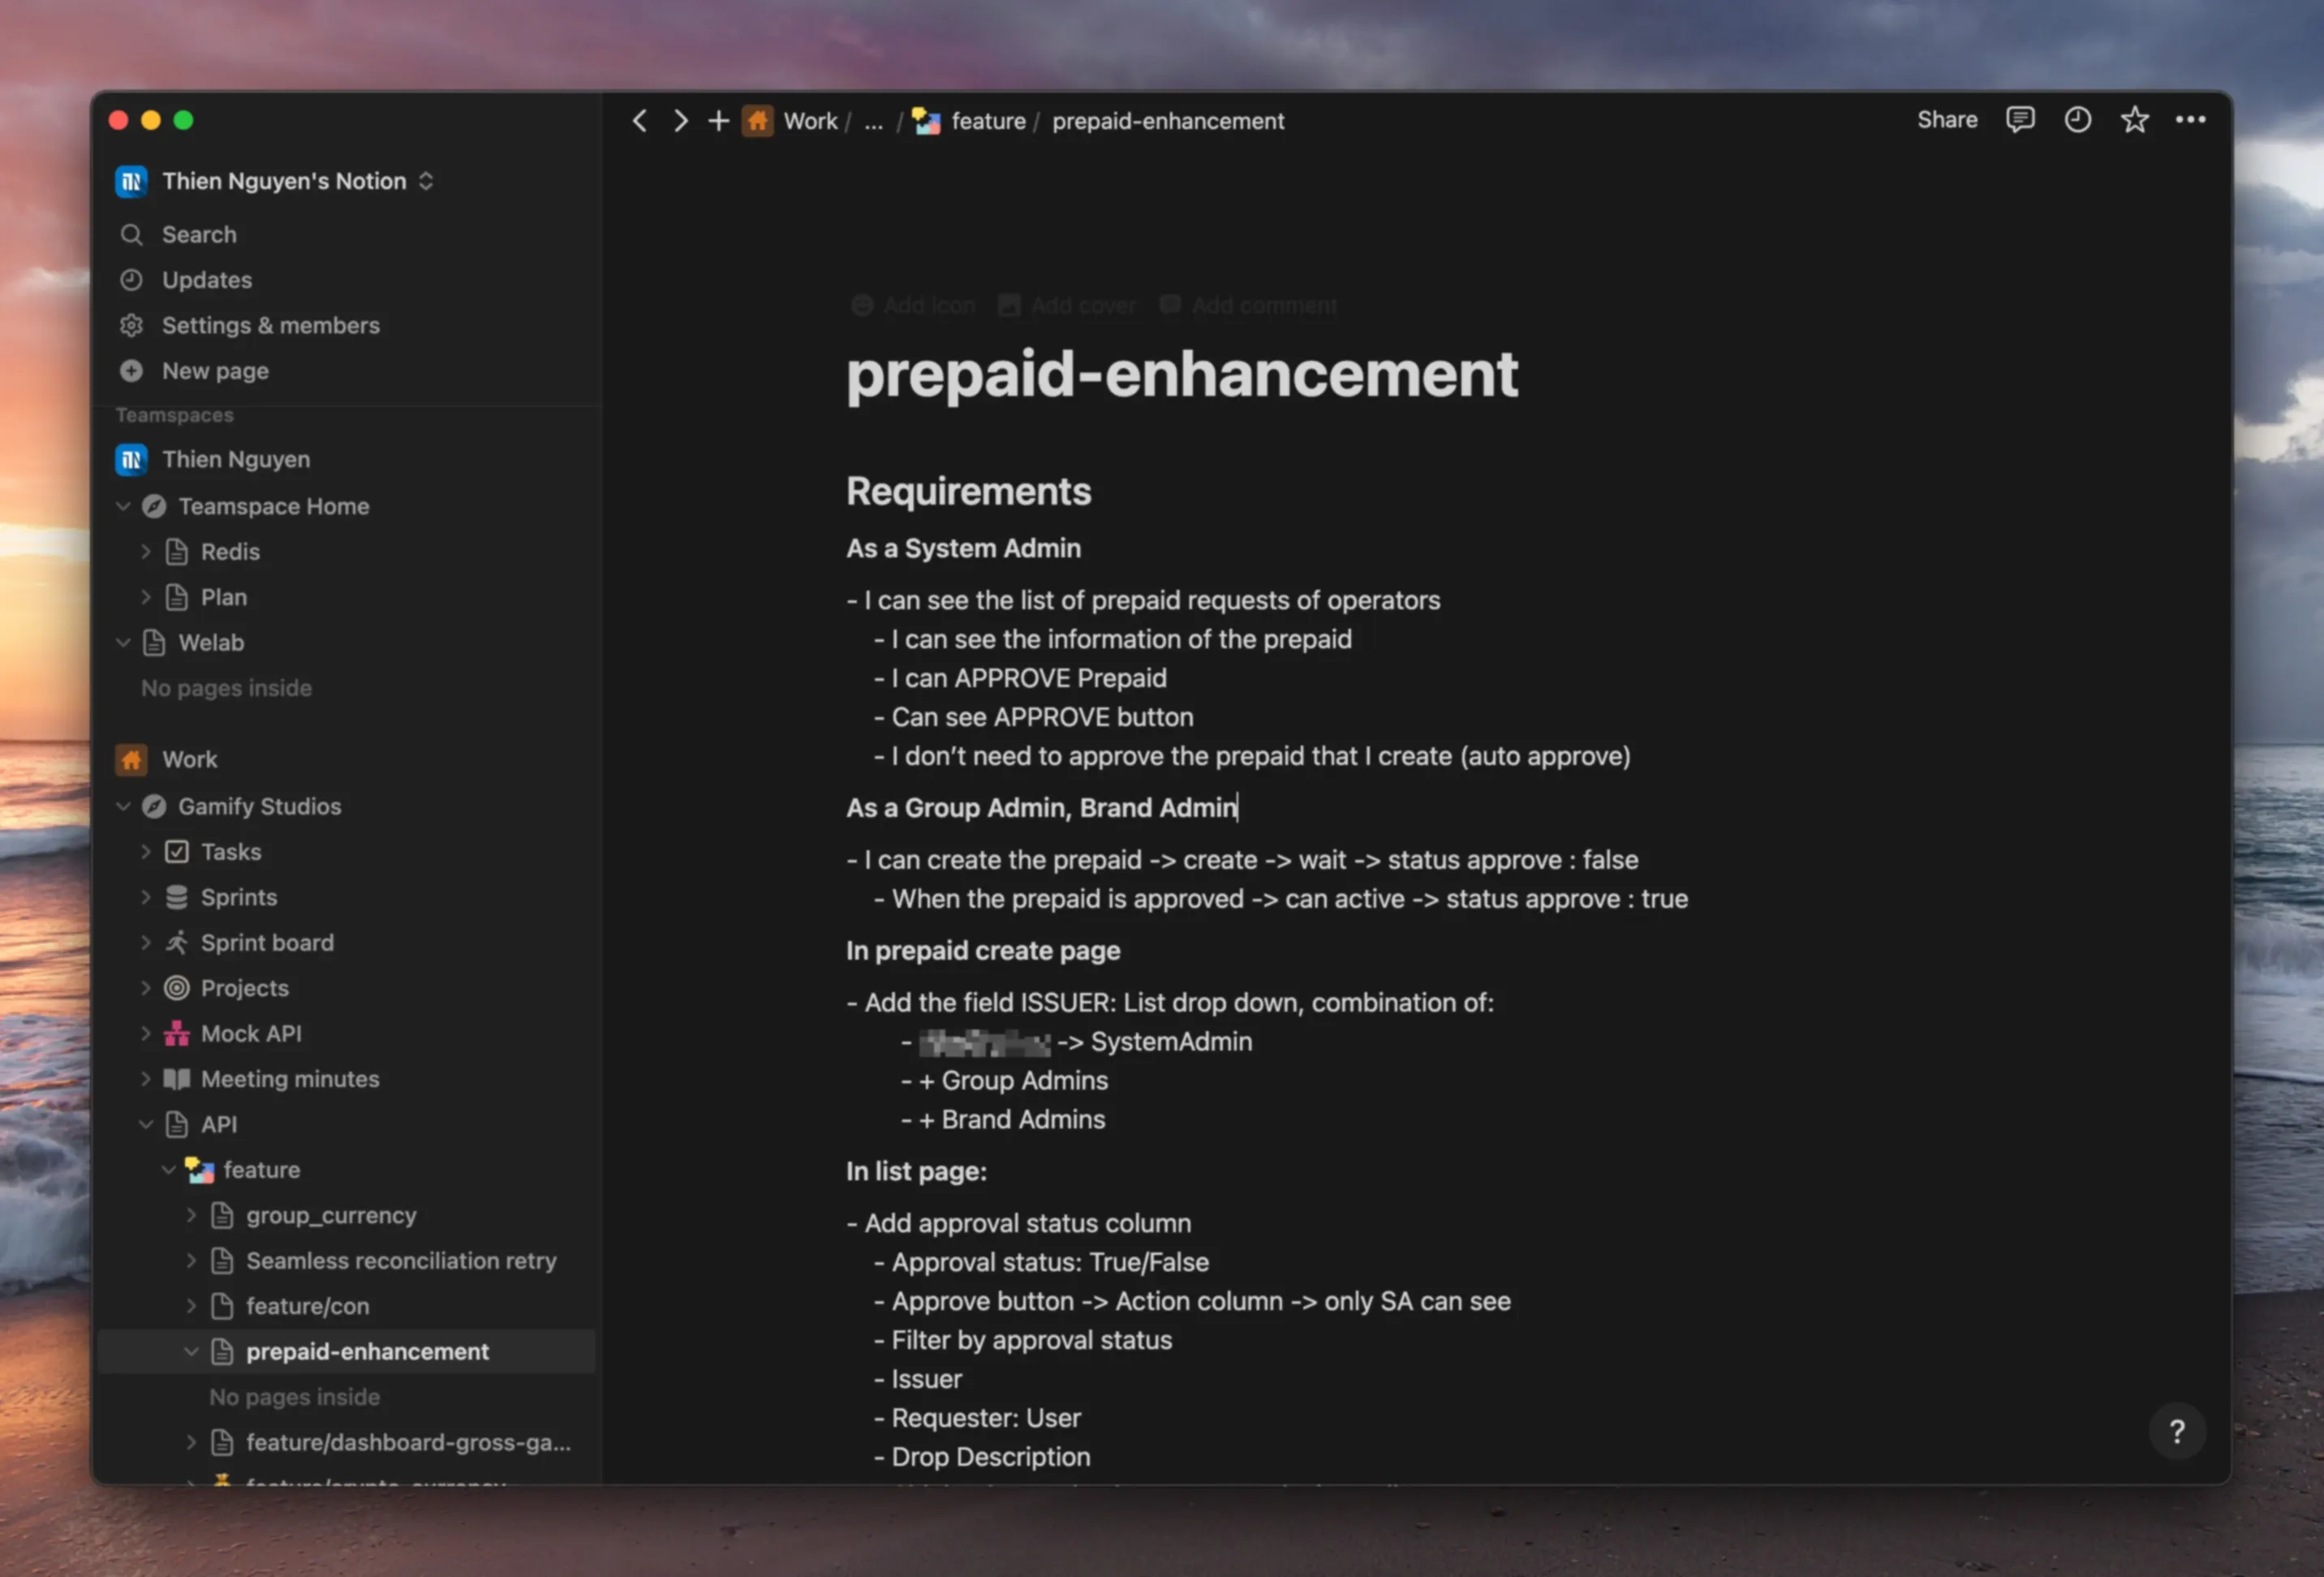 Thien Nguyen's Notion
Search
Updates
Settings & members
New page
Teamspaces
Thien Nguyen
Teamspace Home
Redis
Plan
Welab
No pages inside
Work
Gamify Studios
Tasks
Sprints
Sprint board
Projects
Mock API
Meeting minutes
API
feature
group_currency
Seamless reconciliation retry
feature/con
prepaid-enhancement
No pages inside
feature/dashboard-gross-ga...
Work / ... / feature / prepaid-enhancement
Share
Add icon Add cover Add comment
prepaid-enhancement
Requirements
As a System Admin
- I can see the list of prepaid requests of operators
- I can see the information of the prepaid
- I can APPROVE Prepaid
- Can see APPROVE button
- I don’t need to approve the prepaid that I create (auto approve)
As a Group Admin, Brand Admin
- I can create the prepaid -> create -> wait -> status approve : false
- When the prepaid is approved -> can active -> status approve : true
In prepaid create page
- Add the field ISSUER: List drop down, combination of:
- -> SystemAdmin
- + Group Admins
- + Brand Admins
In list page:
- Add approval status column
- Approval status: True/False
- Approve button -> Action column -> only SA can see
- Filter by approval status
- Issuer
- Requester: User
- Drop Description
?